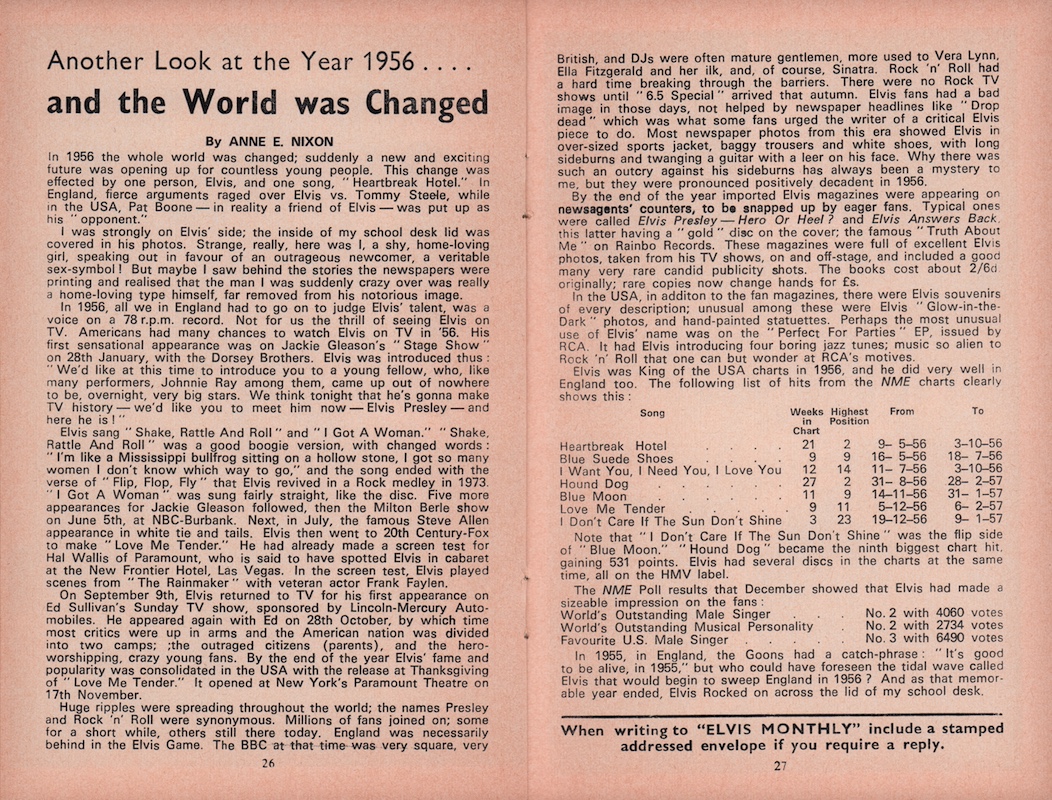 Another Look at the Year 1956 . . . .
and the World was Changed
By ANNE E. NIXON
In 1956 the whole world was changed; suddenly a new and exciting
future was opening up for countless young people. This change was
effected by one person, Elvis, and one song, "Heartbreak Hotel." In
England, fierce arguments raged over Elvis vs. Tommy Steele, while
in the USA, Pat Boone — in reality a friend of Elvis — was put up as
his "opponent."
I was strongly on Elvis' side; the inside of my school desk lid was
covered in his photos. Strange, really, here was I, a shy, home-loving
girl, speaking out in favour of an outrageous newcomer, a veritable
sex-symbol! But maybe I saw behind the stories the newspapers were
printing and realised that the man I was suddenly crazy over was really
a home-loving type himself, far removed from his notorious image.
In 1956, all we in England had to go on to judge Elvis' talent, was a
voice on a 78 r.p.m. record. Not for us the thrill of seeing Elvis on
TV. Americans had many chances to watch Elvis on TV in '56. His
first sensational appearance was on Jackie Gleason's "Stage Show"
on 28th January, with the Dorsey Brothers. Elvis was introduced thus :
"We'd like at this time to introduce you to a young fellow, who, like
many performers, Johnnie Ray among them, came up out of nowhere
to be, overnight, very big stars. We think tonight that he's gonna make
TV history — we'd like you to meet him now — Elvis Presley — and
here he is!"
Elvis sang "Shake, Rattle And Roll" and "I Got A Woman." "Shake,
Rattle And Roll" was a good boogie version, with changed words :
"I'm like a Mississippi bullfrog sitting on a hollow stone, I got so many
women I don't know which way to go," and the song ended with the
verse of "Flip, Flop, Fly" that Elvis revived in a Rock medley in 1973.
"I Got A Woman" was sung fairly straight, like the disc. Five more
appearances for Jackie Gleason followed, then the Milton Berle show
on June 5th, at NBC-Burbank. Next, in July, the famous Steve Allen
appearance in white tie and tails. Elvis then went to 20th Century-Fox
to make "Love Me Tender." He had already made a screen test for
Hal Wallis of Paramount, who is said to have spotted Elvis in cabaret
at the New Frontier Hotel, Las Vegas. In the screen test, Elvis played
scenes from "The Rainmaker" with veteran actor Frank Faylen.
On September 9th, Elvis returned to TV for his first appearance on
Ed Sullivan's Sunday TV show, sponsored by Lincoln-Mercury Auto-
mobiles. He appeared again with Ed on 28th October, by which time
most critics were up in arms and the American nation was divided
into two camps; ;the outraged citizens (parents), and the hero-
worshipping, crazy young fans. By the end of the year Elvis' fame and
popularity was consolidated in the USA with the release at Thanksgiving
of "Love Me Tender." It opened at New York's Paramount Theatre on
17th November.
Huge ripples were spreading throughout the world; the names Presley
and Rock 'n' Roll were synonymous. Millions of fans joined on; some
for a short while, others still there today. England was necessarily
behind in the Elvis Game. The BBC at that time was very square, very
26
British, and DJs were often mature gentlemen, more used to Vera Lynn,
Ella Fitzgerald and her ilk, and, of course, Sinatra. Rock 'n' Roll had
a hard time breaking through the barriers. There were no Rock TV
shows until "6.5 Special" arrived that autumn. Elvis fans had a bad
image in those days, not helped by newspaper headlines like "Drop
dead" which was what some fans urged the writer of a critical Elvis
piece to do. Most newspaper photos from this era showed Elvis in
over-sized sports jacket, baggy trousers and white shoes, with long
sideburns and twanging a guitar with a leer on his face. Why there was
such an outcry against his sideburns has always been a mystery to
me, but they were pronounced positively decadent in 1956.
By the end of the year imported Elvis magazines were appearing on
newsagents' counters, to be snapped up by eager fans. Typical ones
were called Elvis Presley — Hero Or Heel? and Elvis Answers Back,
this latter having a "gold" disc on the cover; the famous "Truth About
Me" on Rainbo Records. These magazines were full of excellent Elvis
photos, taken from his TV shows, on and off-stage, and included a good
many very rare candid publicity shots. The books cost about 2/6d.
originally; rare copies now change hands for £s.
In the USA, in additon to the fan magazines, there were Elvis souvenirs
of every description; unusual among these were Elvis "Glow-in-the-
Dark" photos, and hand-painted statuettes. Perhaps the most unusual
use of Elvis' name was on the "Perfect For Parties" EP, issued by
RCA. It had Elvis introducing four boring jazz tunes; music so alien to
Rock 'n' Roll that one can but wonder at RCA's motives.
Elvis was King of the USA charts in 1956, and he did very well in
England too. The following list of hits from the NME charts clearly
shows this :
Song Weeks in Chart Highest Position From To
Heartbreak Hotel . . . . 21 2 9– 5–56 3–10–56
Blue Suede Shoes . . . . 9 9 16– 5–56 18– 7–56
I Want You, I Need You, I Love You 12 14 11– 7–56 3–10–56
Hound Dog . . . . . 27 2 31– 8–56 28– 2–57
Blue Moon . . . . . 11 9 14–11–56 31– 1–57
Love Me Tender . . . . 9 11 5–12–56 6– 2–57
I Don't Care If The Sun Don't Shine 3 23 19–12–56 9– 1–57
Note that "I Don't Care If The Sun Don't Shine" was the flip side
of "Blue Moon." "Hound Dog" became the ninth biggest chart hit,
gaining 531 points. Elvis had several discs in the charts at the same
time, all on the HMV label.
The NME Poll results that December showed that Elvis had made a
sizeable impression on the fans :
World's Outstanding Male Singer . . . No. 2 with 4060 votes
World's Outstanding Musical Personality . No. 2 with 2734 votes
Favourite U.S. Male Singer . . . . No. 3 with 6490 votes
In 1955, in England, the Goons had a catch-phrase : "It's good
to be alive, in 1955," but who could have foreseen the tidal wave called
Elvis that would begin to sweep England in 1956? And as that memor-
able year ended, Elvis Rocked on across the lid of my school desk.
When writing to "ELVIS MONTHLY" include a stamped
addressed envelope if you require a reply.
27